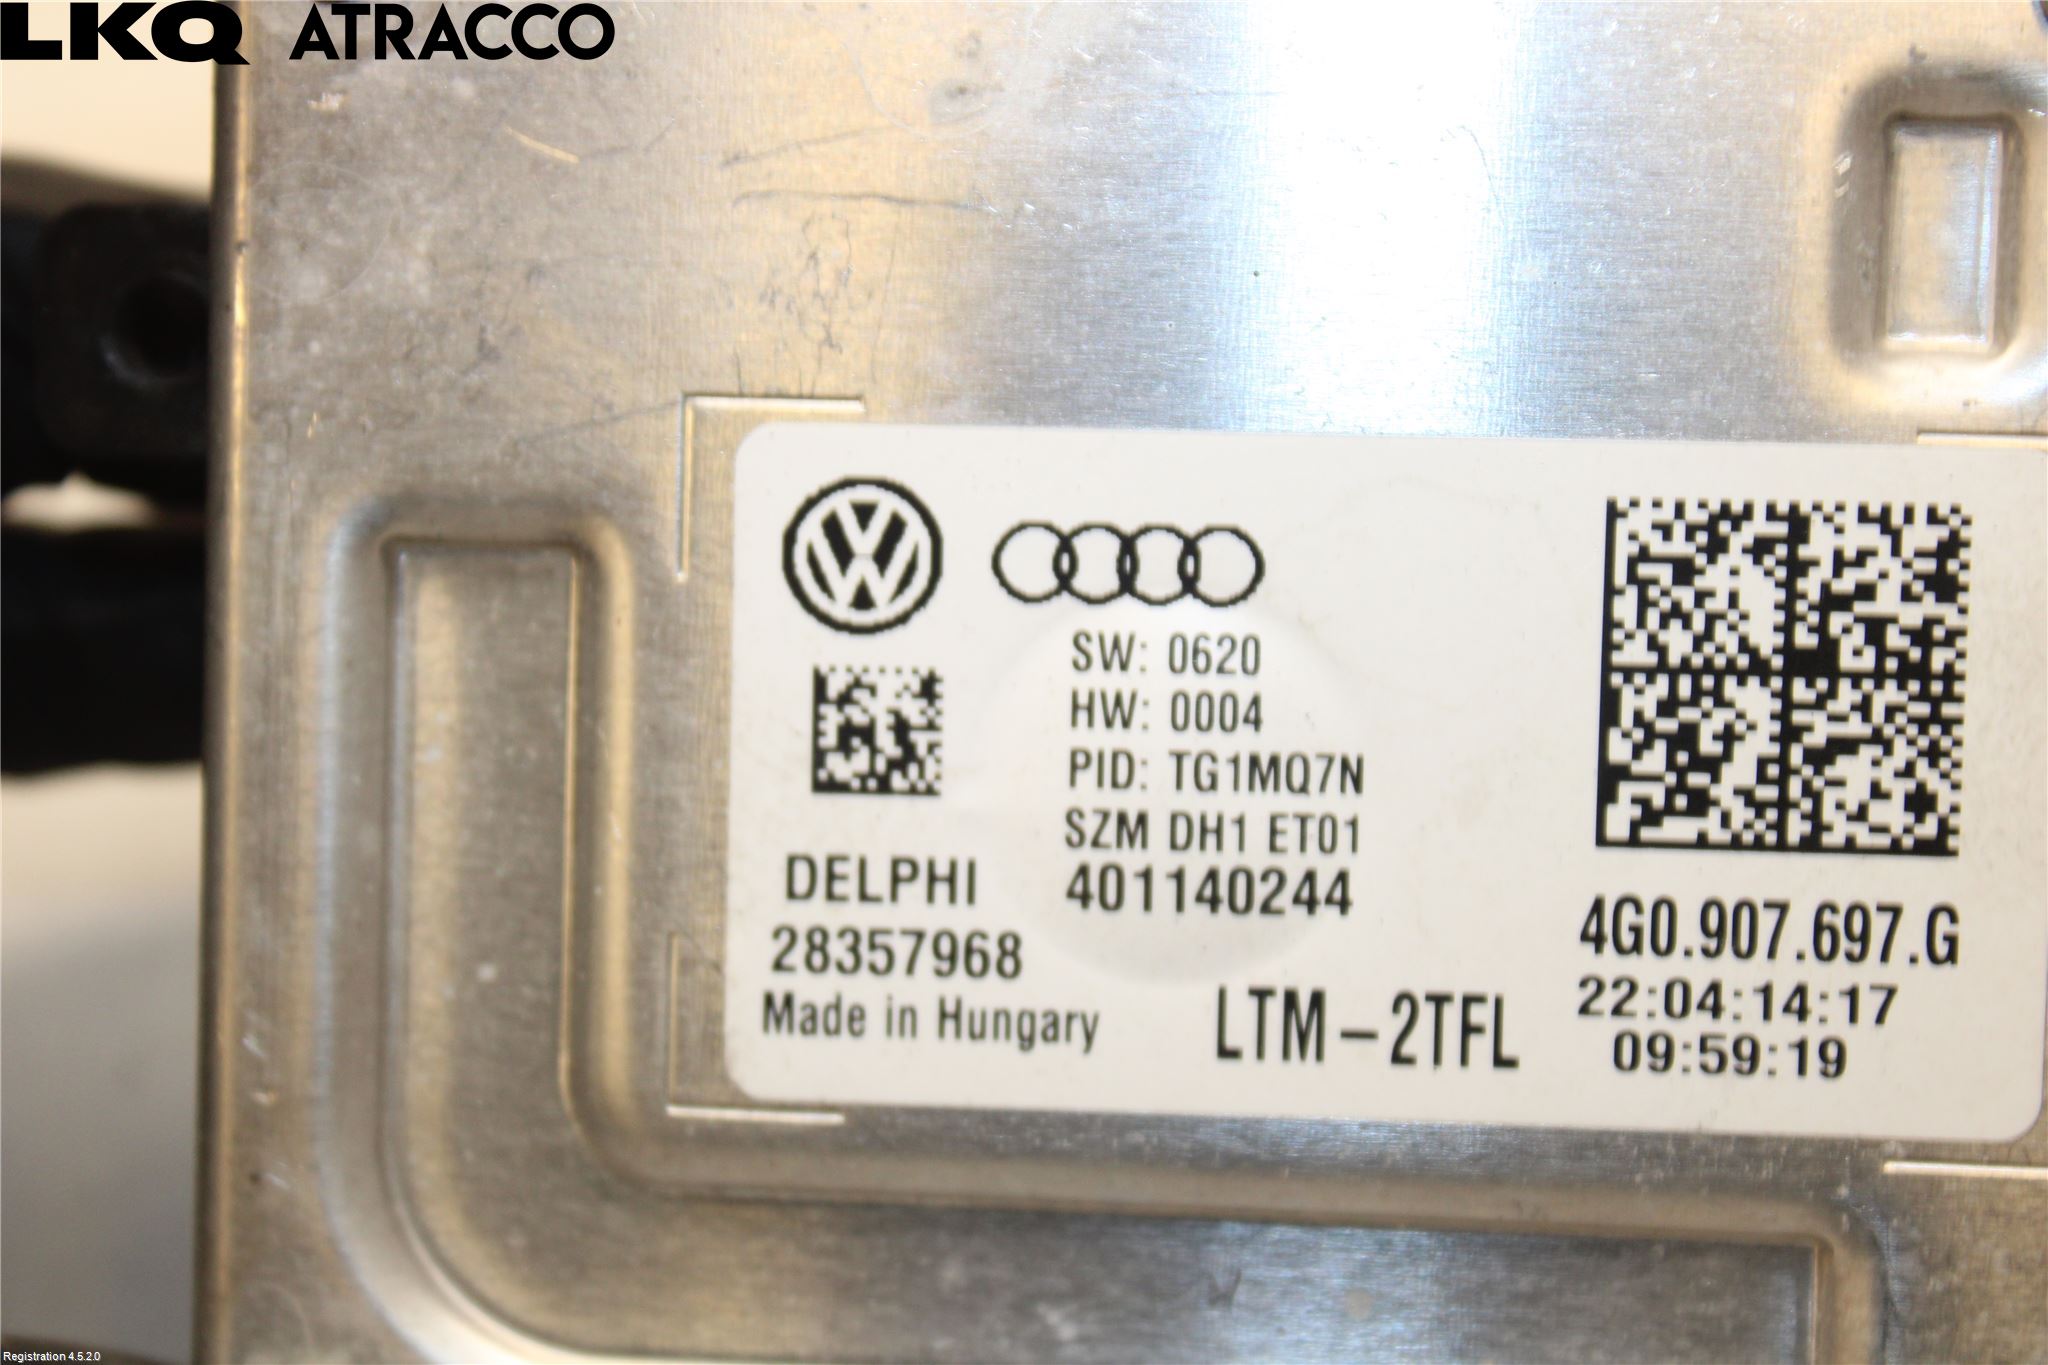 LKQ ATRACCO
SW: 0620
HW: 0004
PID: TG1MQ7N
SZM DH1 ET01
401140244
DELPHI
28357968
Made in Hungary
LTM-2TFL
4G0.907.697.G
22:04:14:17
09:59:19
Registration 4.5.2.0